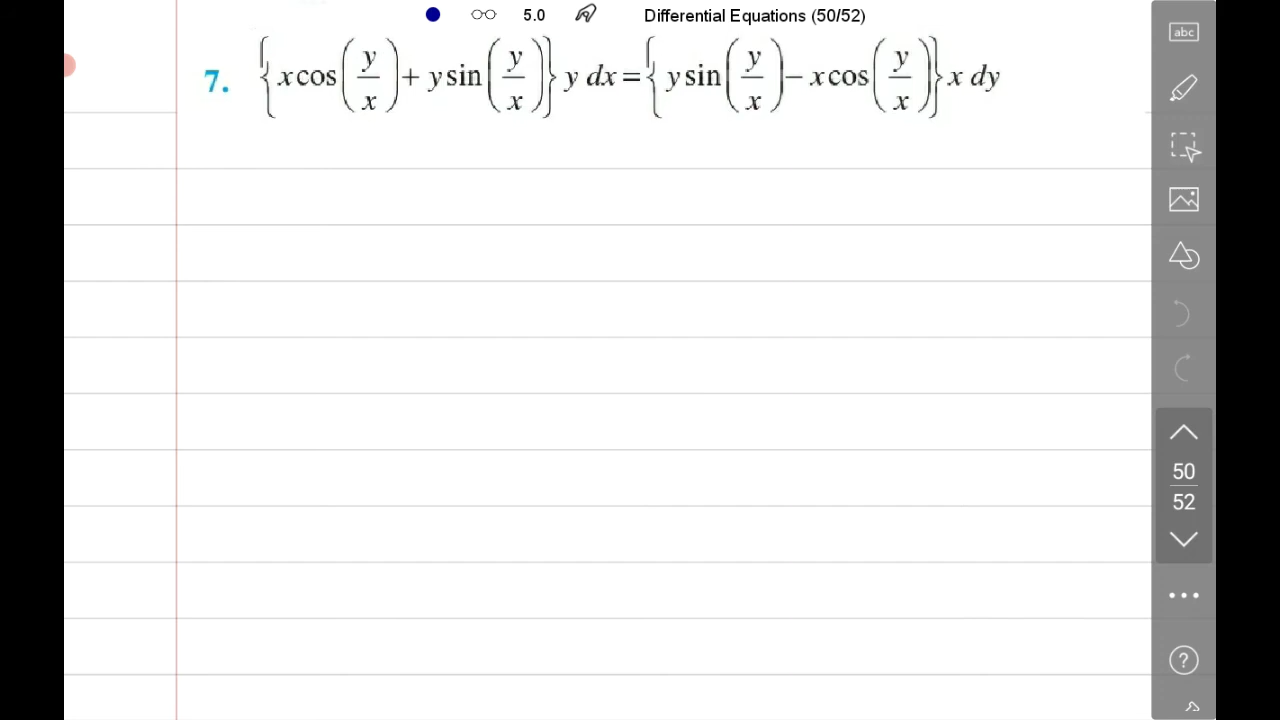 5.0 Differential Equations (50/52)
7. {x cos(y/x) + y sin(y/x)} y dx = {y sin(y/x) − x cos(y/x)} x dy
abc
50
52
?